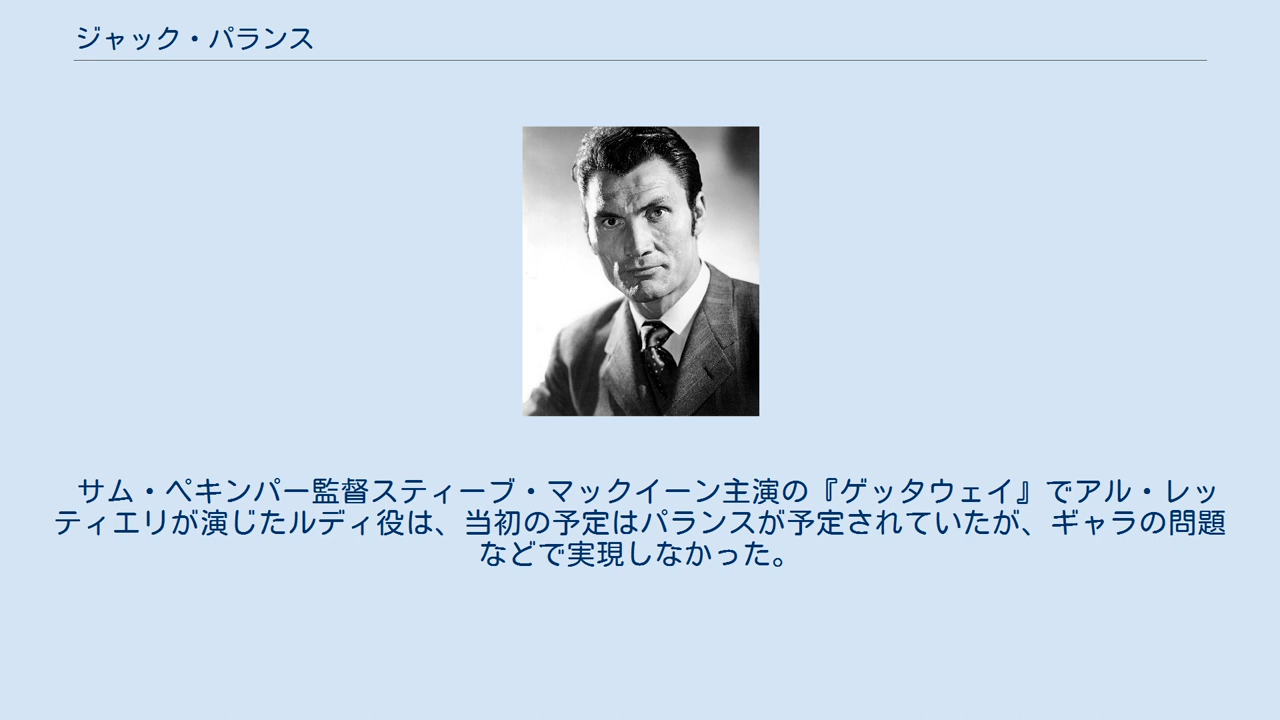 ジャック・パランス
サム・ペキンパー監督スティーブ・マックイーン主演の『ゲッタウェイ』でアル・レッ
ティエリが演じたルディ役は、当初の予定はパランスが予定されていたが、ギャラの問題
などで実現しなかった。